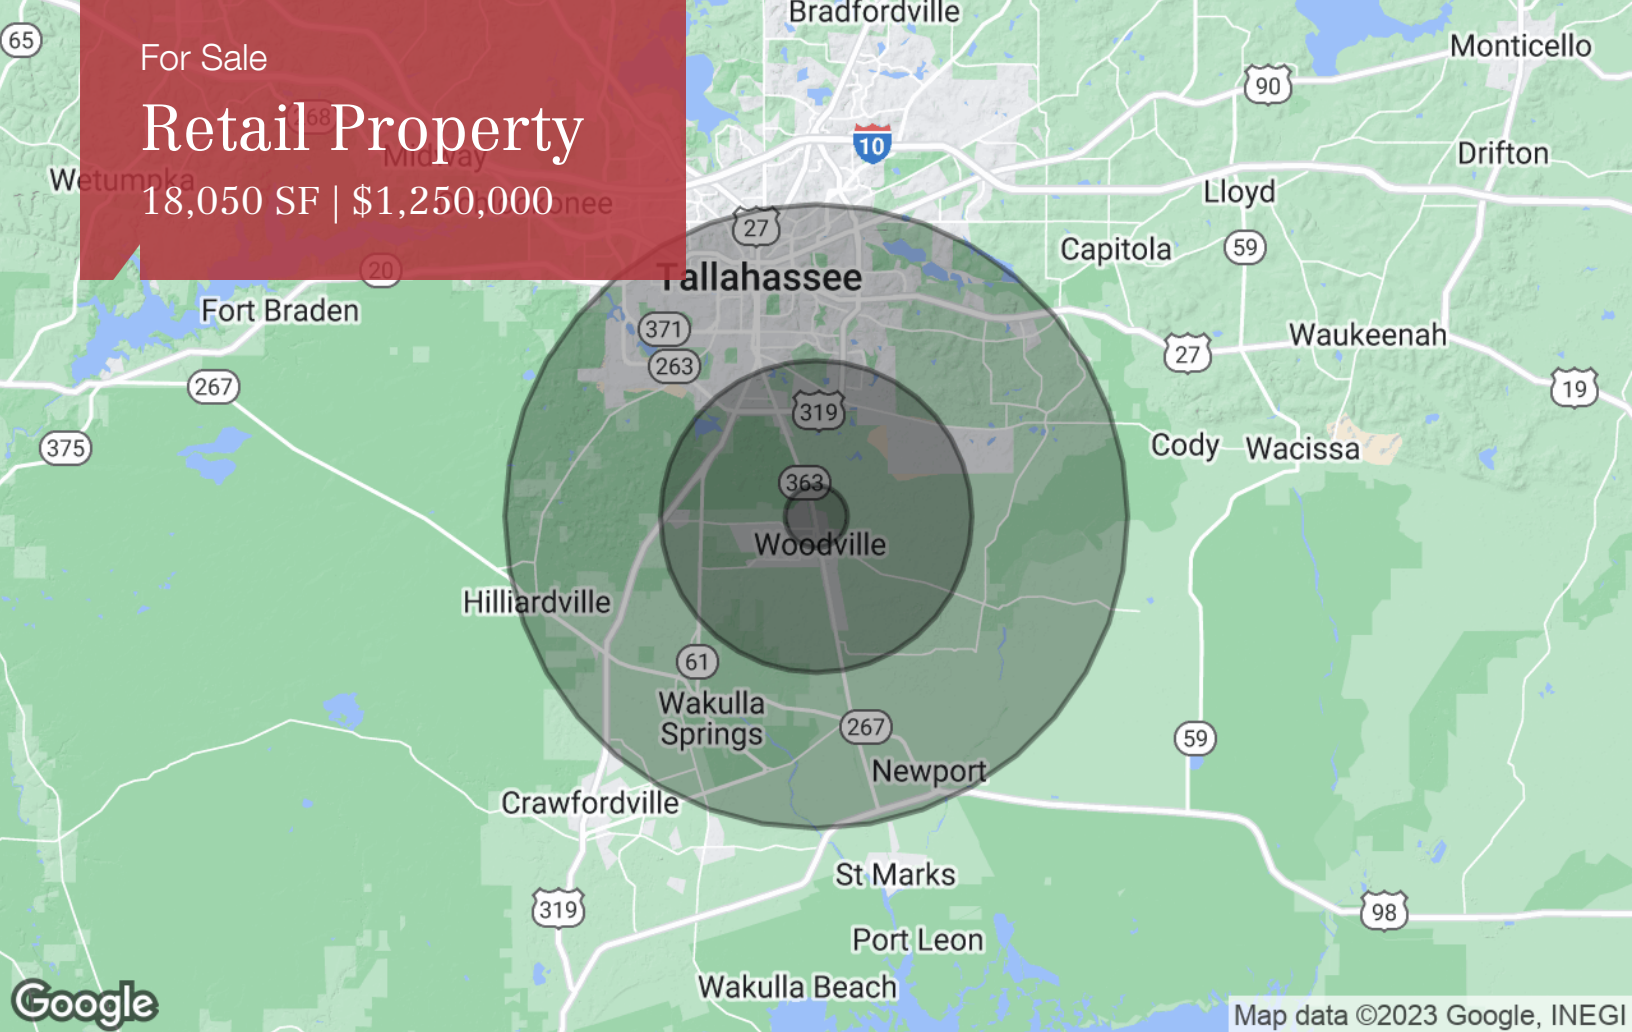 For Sale
Retail Property
18,050 SF | $1,250,000
Bradfordville
65
Monticello
90
268
10
Midway
Drifton
Wetumpka
Lloyd
27
Capitola
59
20
Tallahassee
Fort Braden
371
Waukeenah
27
263
267
19
319
375
Cody
Wacissa
363
Woodville
Hilliardville
61
Wakulla
Springs
267
59
Newport
Crawfordville
St Marks
319
98
Port Leon
Wakulla Beach
Google
Map data ©2023 Google, INEGI